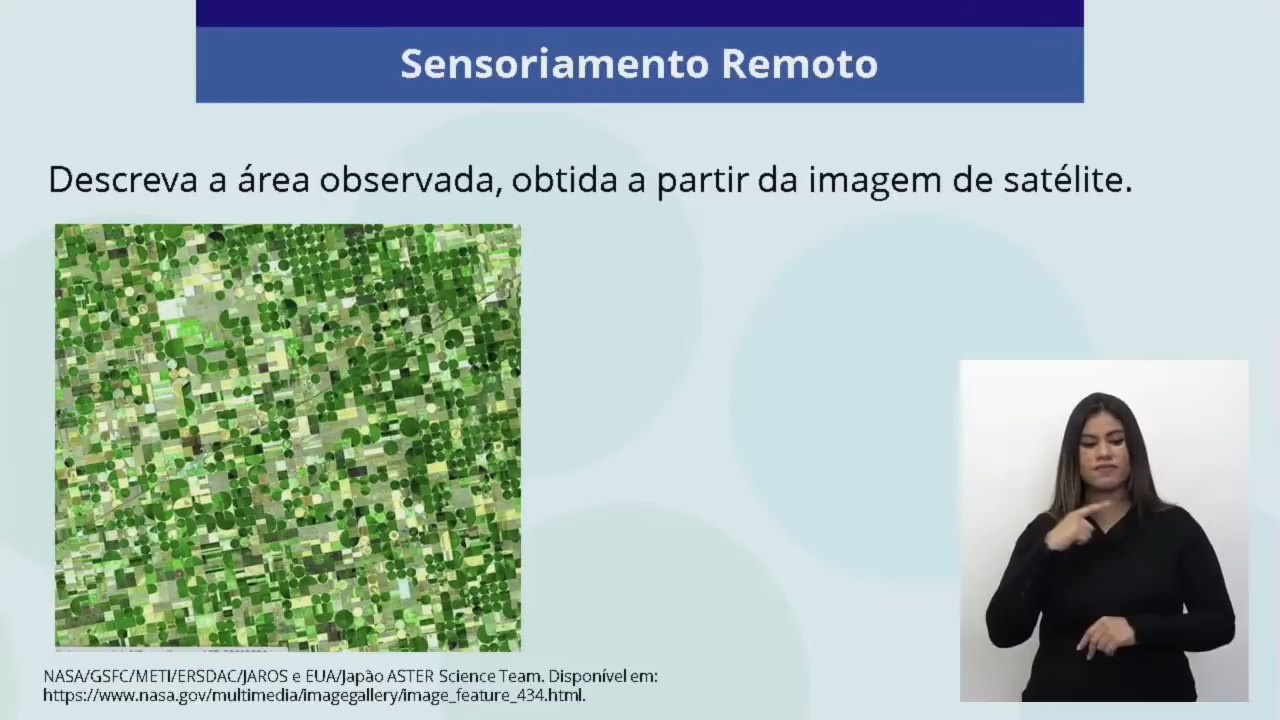 Sensoriamento Remoto
Descreva a área observada, obtida a partir da imagem de satélite.
NASA/GSFC/METI/ERSDAC/JAROS e EUA/Japão ASTER Science Team. Disponível em:
https://www.nasa.gov/multimedia/imagegallery/image_feature_434.html.